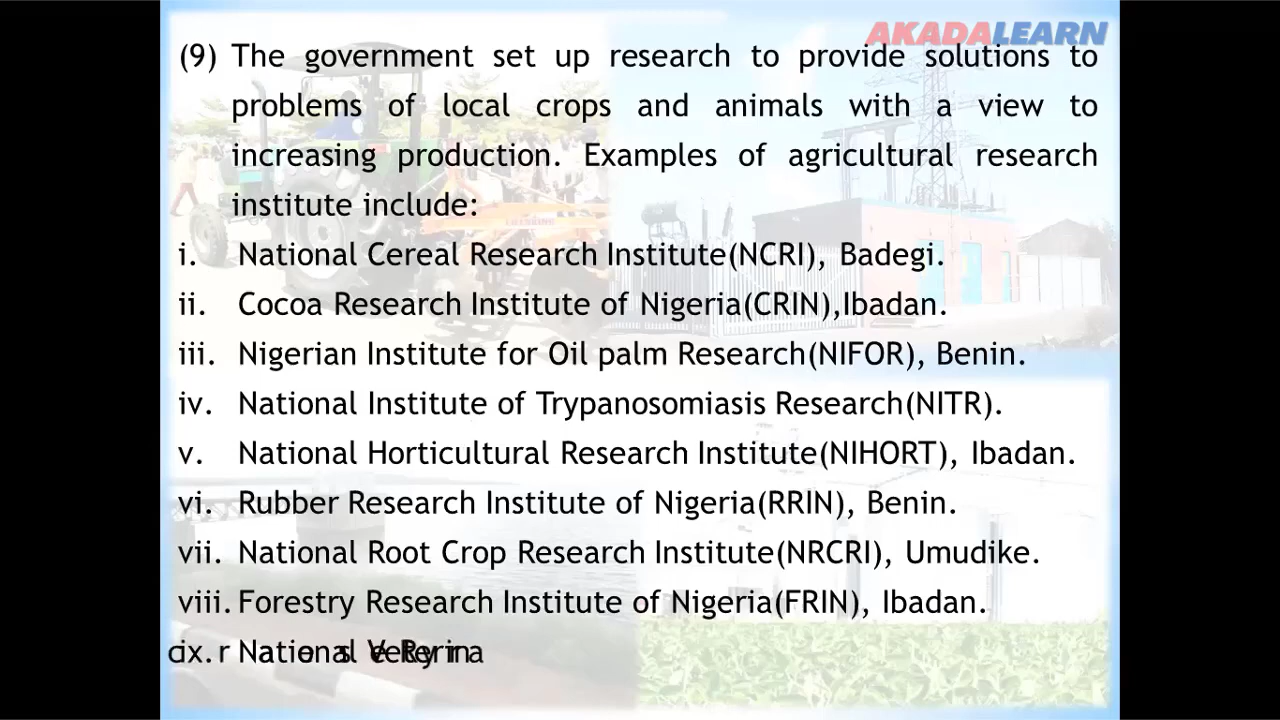 AKADALEARN
(9) The government set up research to provide solutions to
problems of local crops and animals with a view to
increasing production. Examples of agricultural research
institute include:
i. National Cereal Research Institute(NCRI), Badegi.
ii. Cocoa Research Institute of Nigeria(CRIN),Ibadan.
iii. Nigerian Institute for Oil palm Research(NIFOR), Benin.
iv. National Institute of Trypanosomiasis Research(NITR).
v. National Horticultural Research Institute(NIHORT), Ibadan.
vi. Rubber Research Institute of Nigeria(RRIN), Benin.
vii. National Root Crop Research Institute(NRCRI), Umudike.
viii. Forestry Research Institute of Nigeria(FRIN), Ibadan.
ix. National